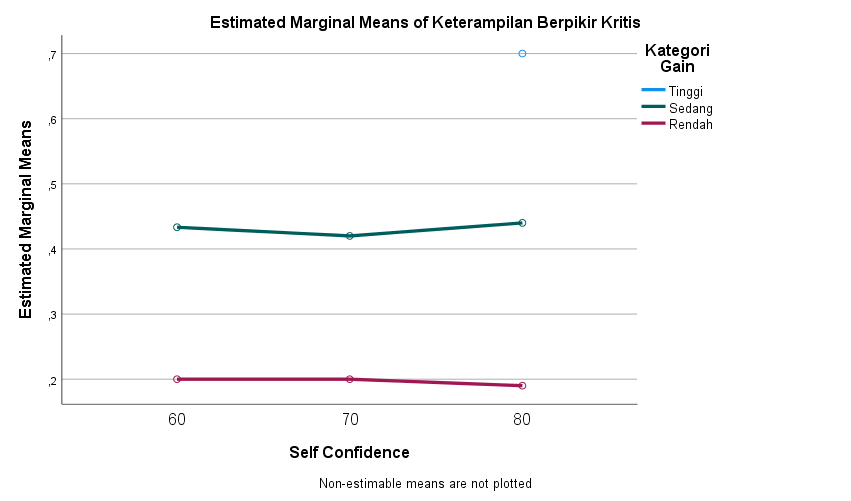 Estimated Marginal Means of Keterampilan Berpikir Kritis
Estimated Marginal Means
,7
,6
,5
,4
,3
,2
60
70
80
Self Confidence
Kategori
Gain
Tinggi
Sedang
Rendah
Non-estimable means are not plotted